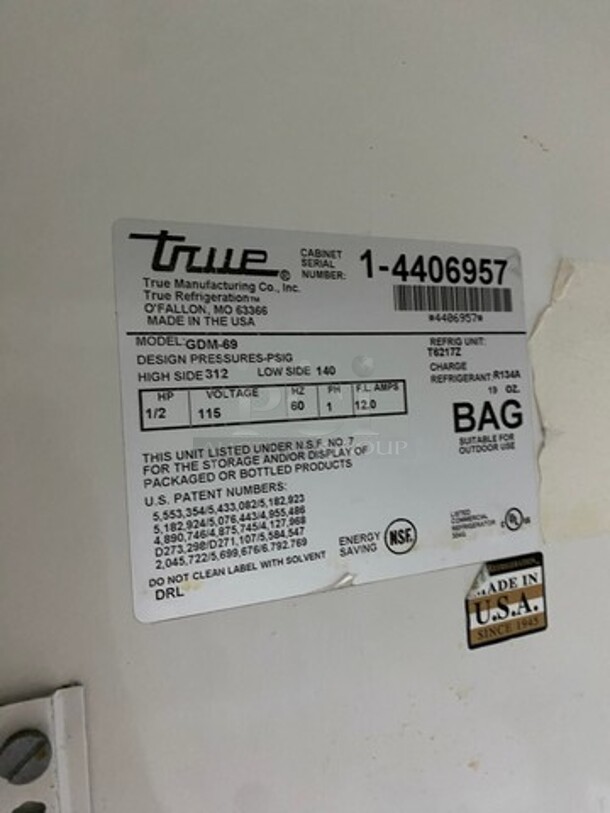 true®
CABINET
SERIAL
NUMBER: 1-4406957
*4406957*
True Manufacturing Co., Inc.
True Refrigeration™
O'FALLON, MO 63366
MADE IN THE USA
MODEL: GDM-69
DESIGN PRESSURES-PSIG
HIGH SIDE 312 LOW SIDE 140
REFRIG UNIT:
T6217Z
CHARGE
REFRIGERANT: R134A
19 OZ.
HP VOLTAGE HZ PH F.L. AMPS
1/2 115 60 1 12.0
BAG
SUITABLE FOR
OUTDOOR USE
THIS UNIT LISTED UNDER N.S.F. NO. 7
FOR THE STORAGE AND/OR DISPLAY OF
PACKAGED OR BOTTLED PRODUCTS
U.S. PATENT NUMBERS:
5,553,354/5,433,082/5,182,923
5,182,924/5,076,443/4,955,486
4,890,746/4,875,745/4,127,968
D273,298/D271,107/5,584,547
2,045,722/5,699,676/6,792,769
DO NOT CLEAN LABEL WITH SOLVENT
DRL
ENERGY
SAVING
NSF
LISTED
COMMERCIAL
REFRIGERATOR
C UL US
REFRIGERATION
MADE IN
U.S.A.
SINCE 1945